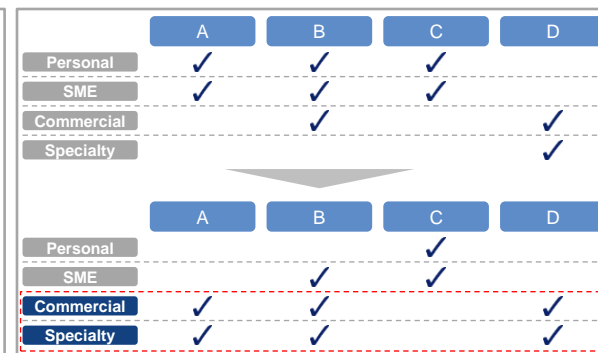 A B C D
Personal ✓ ✓ ✓
SME ✓ ✓ ✓
Commercial ✓ ✓
Specialty ✓
A B C D
Personal ✓
SME ✓ ✓
Commercial ✓ ✓ ✓
Specialty ✓ ✓ ✓